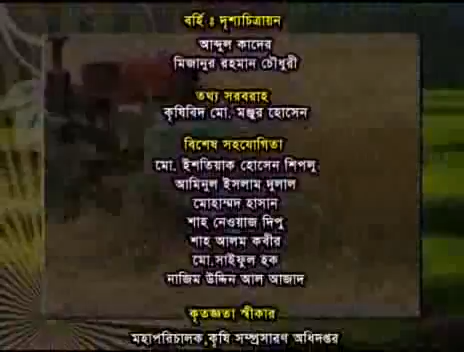 বর্হি : দৃশ্যচিত্রায়ন
আব্দুল কাদের
মিজানুর রহমান চৌধুরী
তথ্য সরবরাহ
কৃষিবিদ মো. মঞ্জুর হোসেন
বিশেষ সহযোগিতা
মো. ইশতিয়াক হোসেন শিপলু
আমিনুল ইসলাম দুলাল
মোহাম্মদ হাসান
শাহ নেওয়াজ দিপু
শাহ আলম কবীর
মো.সাইফুল হক
নাজিম উদ্দিন আল আজাদ
কৃতজ্ঞতা স্বীকার
মহাপরিচালক,কৃষি সম্প্রসারণ অধিদপ্তর